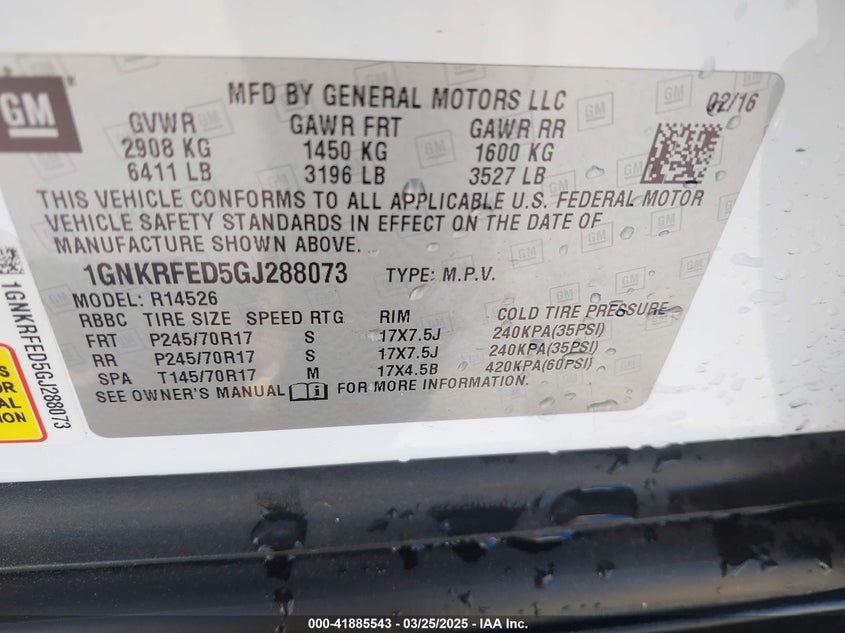 GM
MFD BY GENERAL MOTORS LLC 02/16
GVWR GAWR FRT GAWR RR
2908 KG 1450 KG 1600 KG
6411 LB 3196 LB 3527 LB
THIS VEHICLE CONFORMS TO ALL APPLICABLE U.S. FEDERAL MOTOR
VEHICLE SAFETY STANDARDS IN EFFECT ON THE DATE OF
MANUFACTURE SHOWN ABOVE.
1GNKRFED5GJ288073 TYPE: M.P.V.
MODEL: R14526
RBBC TIRE SIZE SPEED RTG RIM COLD TIRE PRESSURE
FRT P245/70R17 S 17X7.5J 240KPA(35PSI)
RR P245/70R17 S 17X7.5J 240KPA(35PSI)
SPA T145/70R17 M 17X4.5B 420KPA(60PSI)
SEE OWNER'S MANUAL FOR MORE INFORMATION.
1GNKRFED5GJ288073
OR
000-41885543 - 03/25/2025 - IAA Inc.